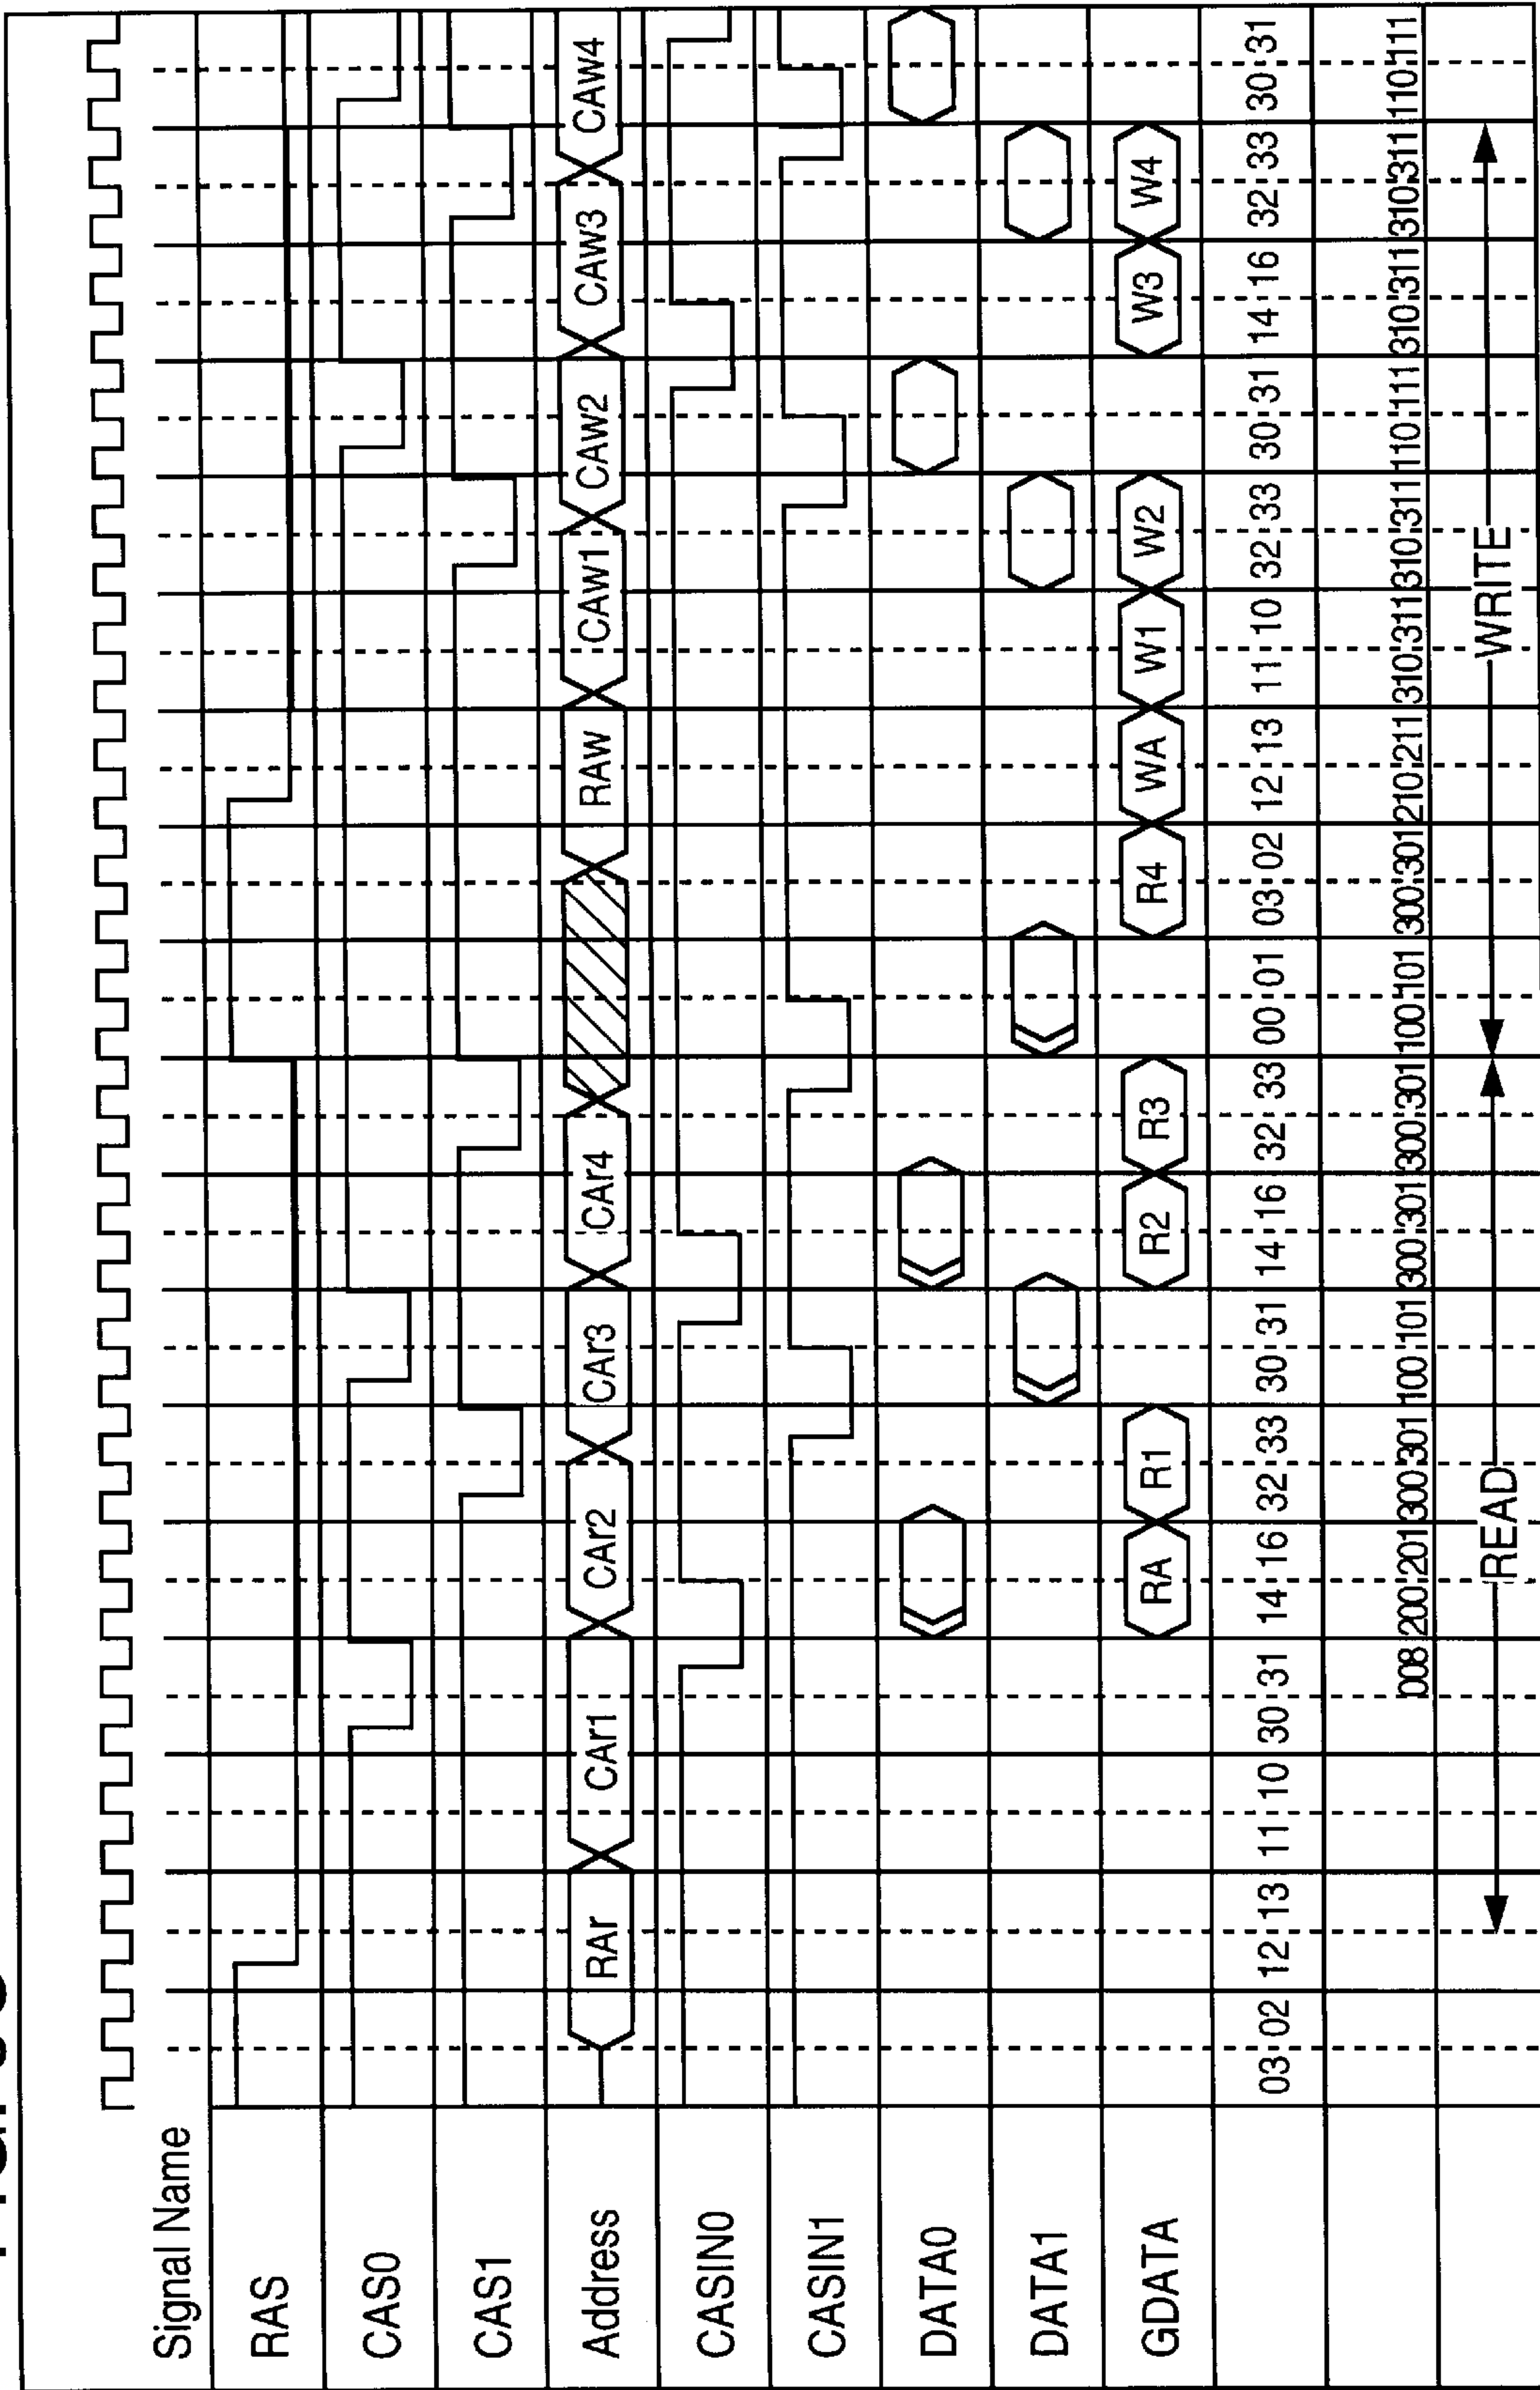 Signal Name
RAS
CAS0
CAS1
Address RAr CAr1 CAr2 CAr3 CAr4 RAw CAw1 CAw2 CAw3 CAw4
CASIN0
CASIN1
DATA0
DATA1
GDATA RA R1 R2 R3 R4 WA W1 W2 W3 W4
03 02 12 13 11 10 30 31 14 16 32 33 30 31 14 16 32 33 00 01 03 02 12 13 11 10 32 33 30 31 14 16 32 33 30 31
008 200 201 300 301 100 101 300 301 300 301 100 101 300 301 210 211 310 311 310 311 110 111 310 311 310 311 110 111
READ WRITE